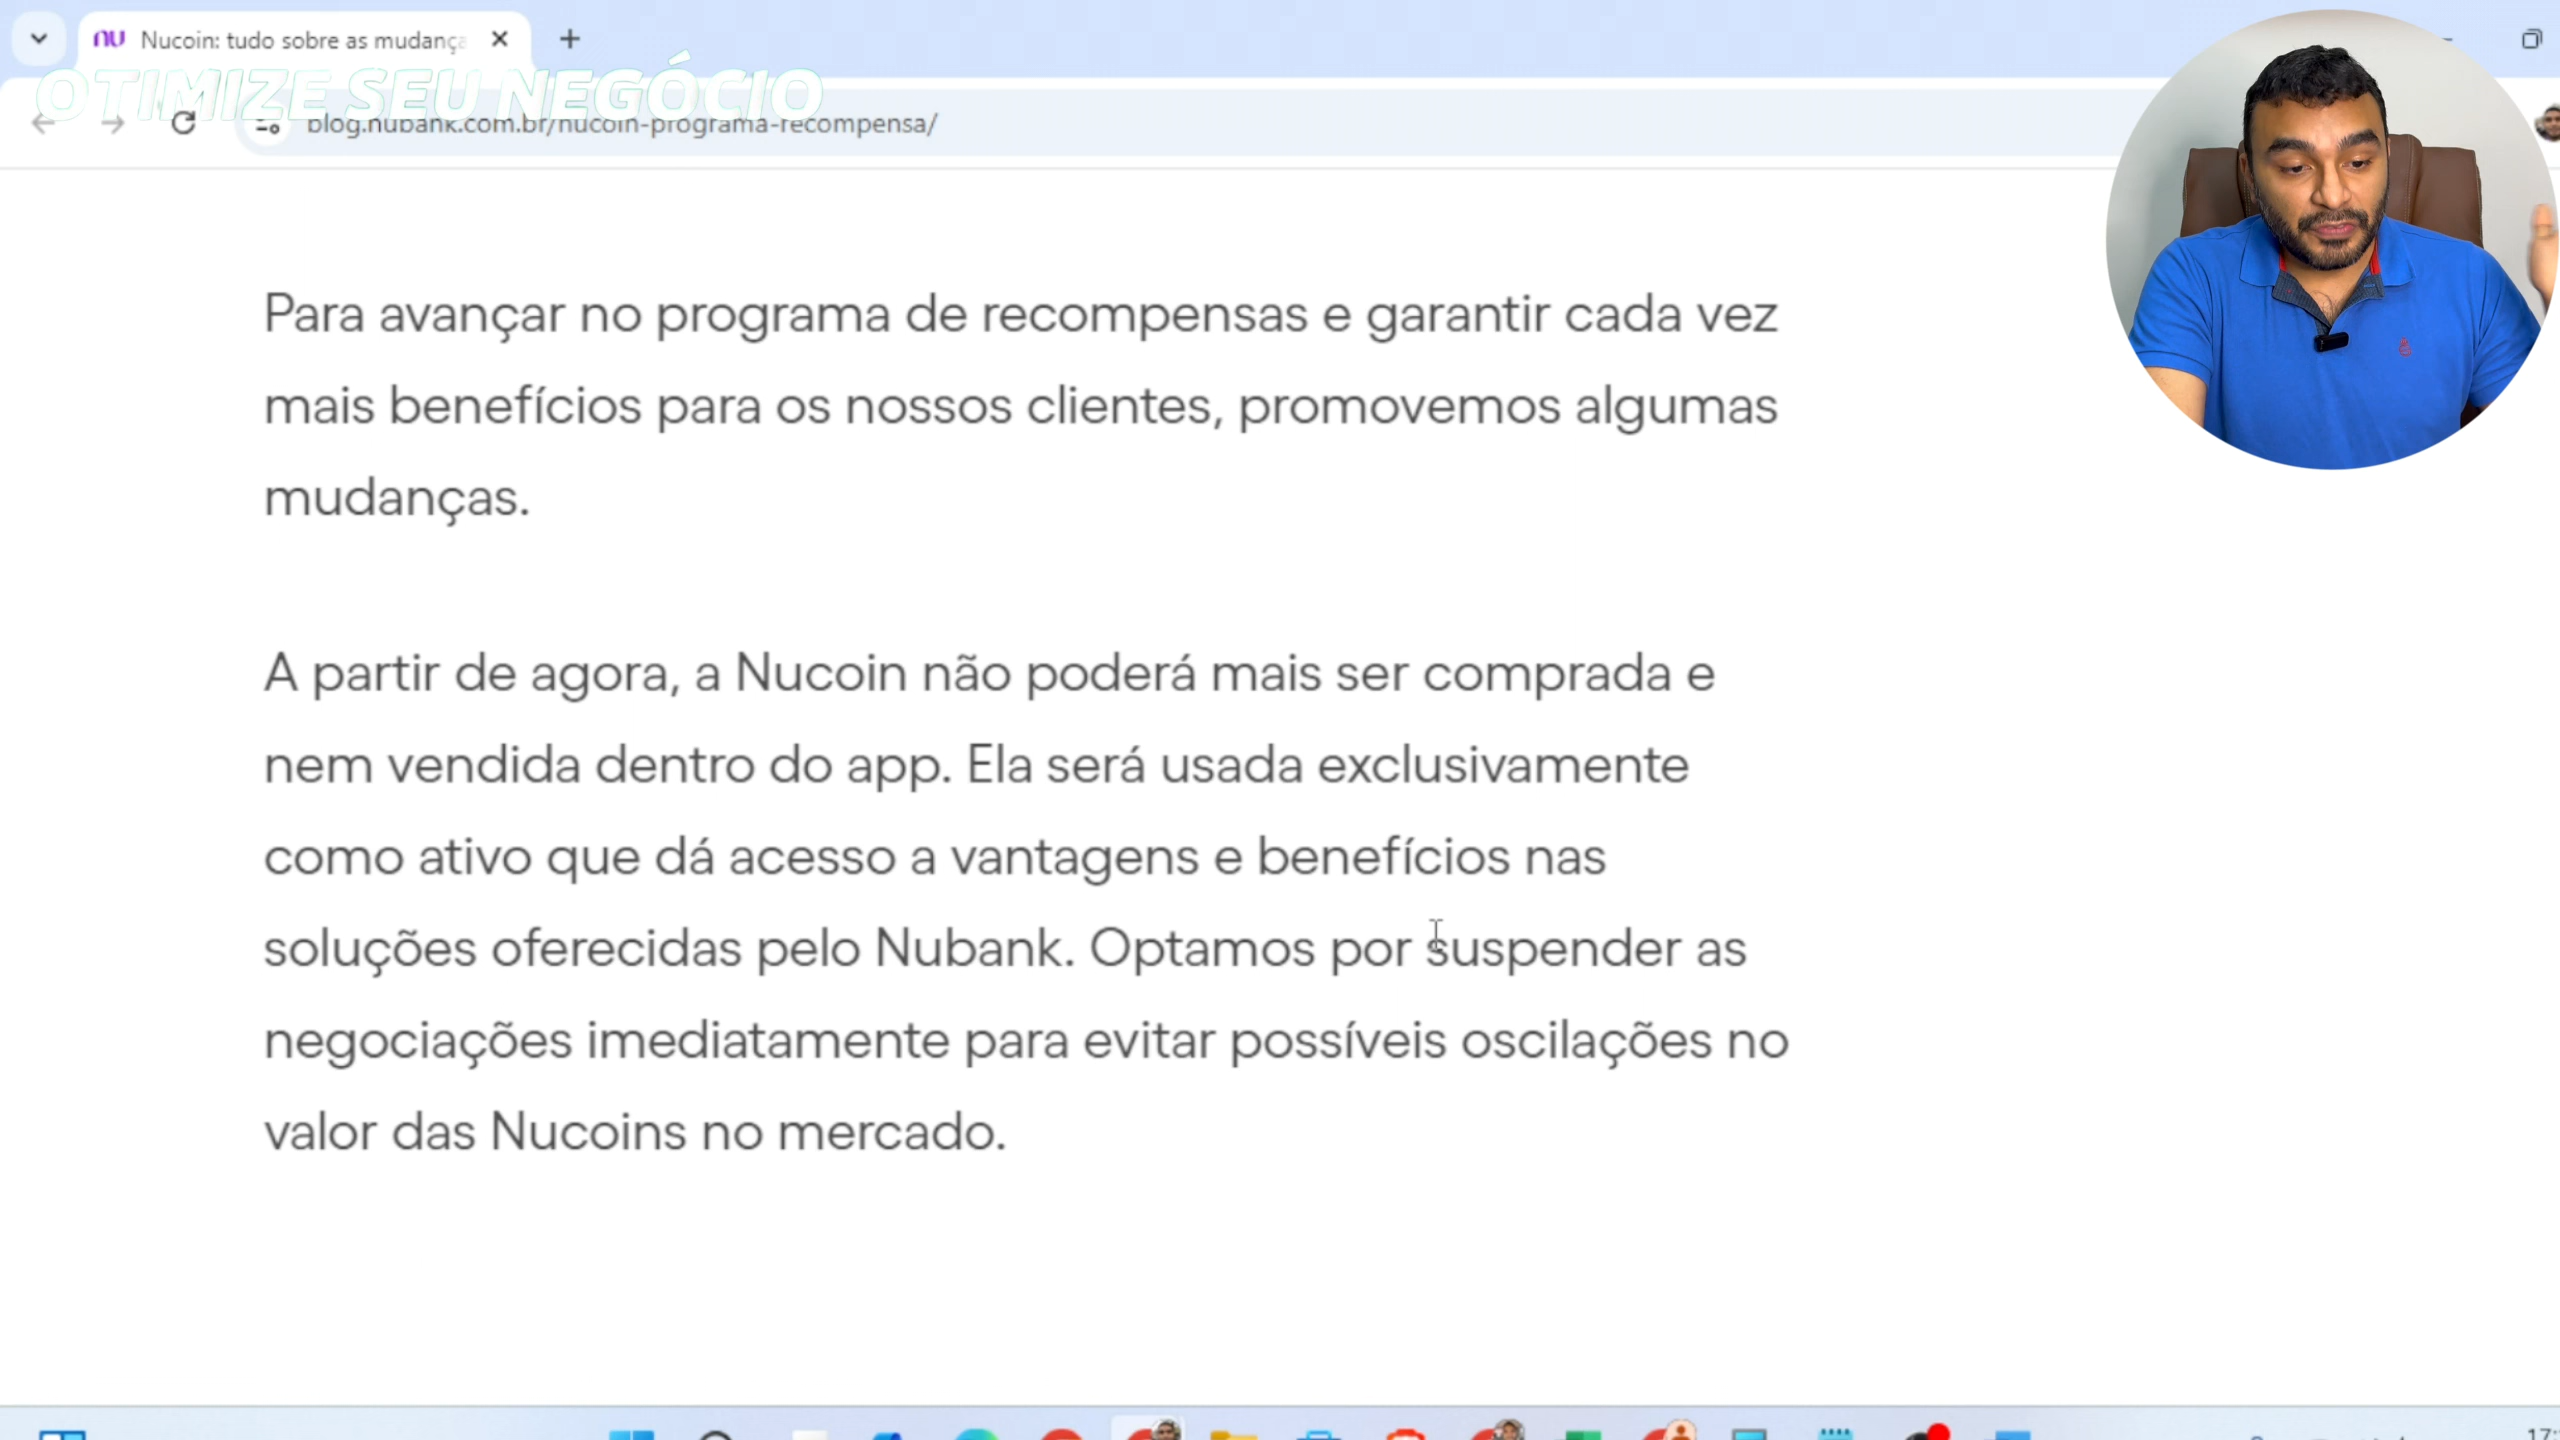 nu Nucoin: tudo sobre as mudança
OTIMIZE SEU NEGÓCIO
blog.nubank.com.br/nucoin-programa-recompensa/
Para avançar no programa de recompensas e garantir cada vez
mais benefícios para os nossos clientes, promovemos algumas
mudanças.
A partir de agora, a Nucoin não poderá mais ser comprada e
nem vendida dentro do app. Ela será usada exclusivamente
como ativo que dá acesso a vantagens e benefícios nas
soluções oferecidas pelo Nubank. Optamos por suspender as
negociações imediatamente para evitar possíveis oscilações no
valor das Nucoins no mercado.